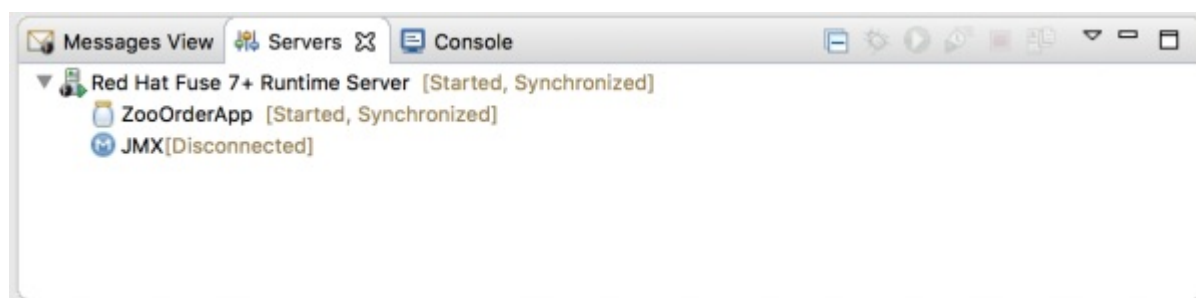 Messages View Servers Console
Red Hat Fuse 7+ Runtime Server [Started, Synchronized]
ZooOrderApp [Started, Synchronized]
JMX[Disconnected]